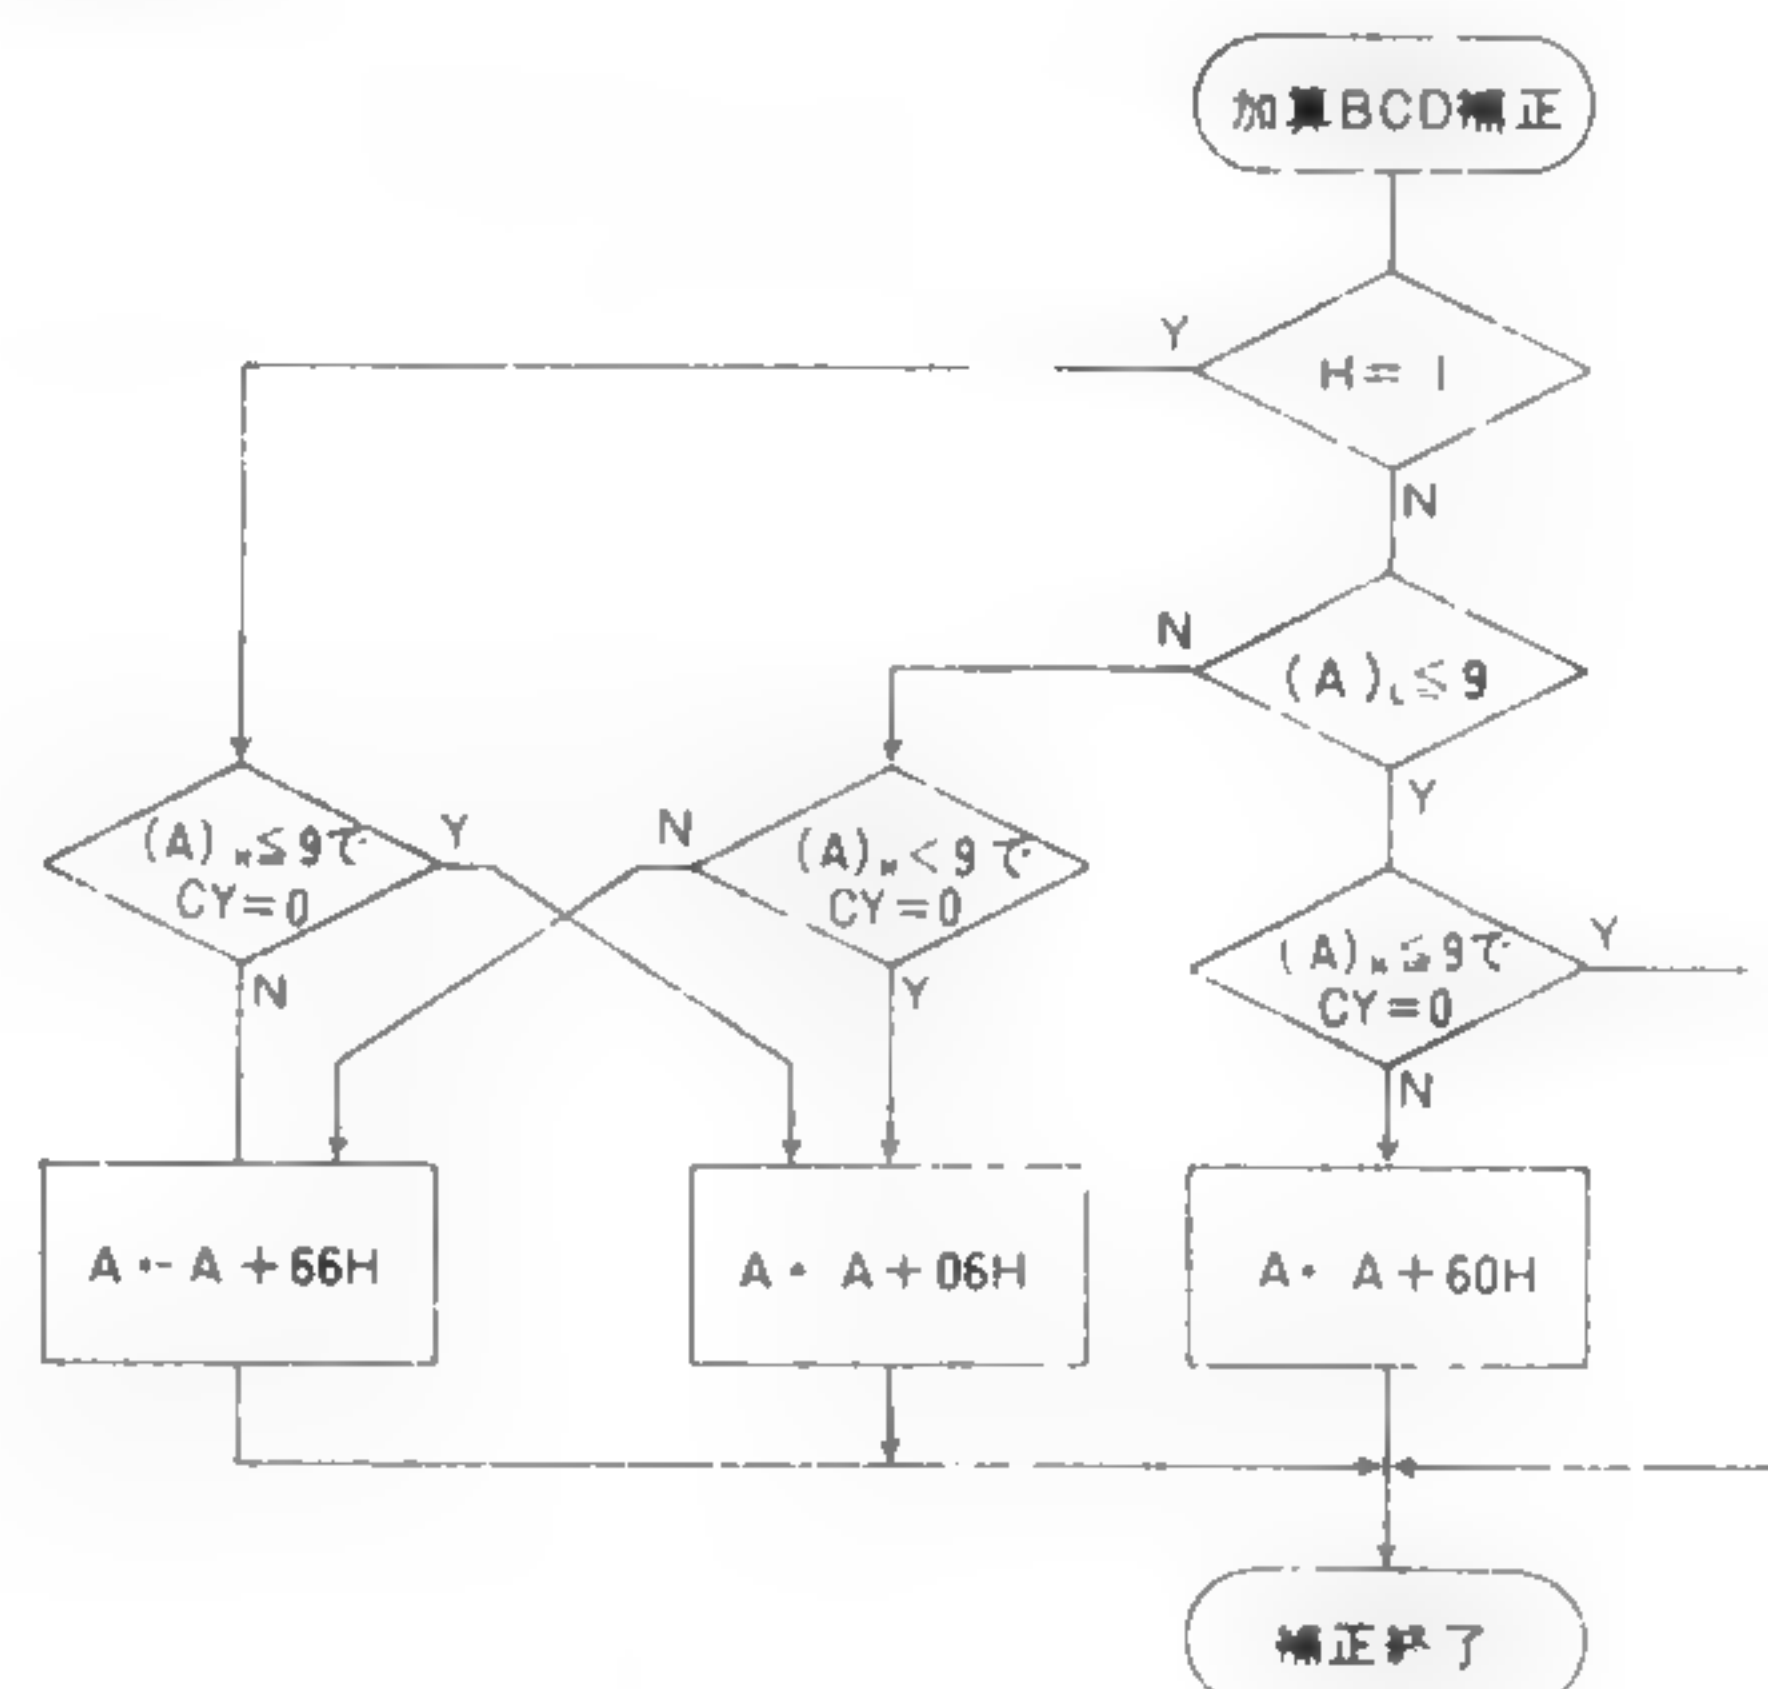 加算BCD補正
Y
H=1
N
N
(A)L≦9
Y
(A)H≦9で
CY=0
Y
N
N
(A)H<9で
CY=0
Y
(A)H≦9で
CY=0
Y
N
A←A+66H
A← A+06H
A← A+60H
補正終了